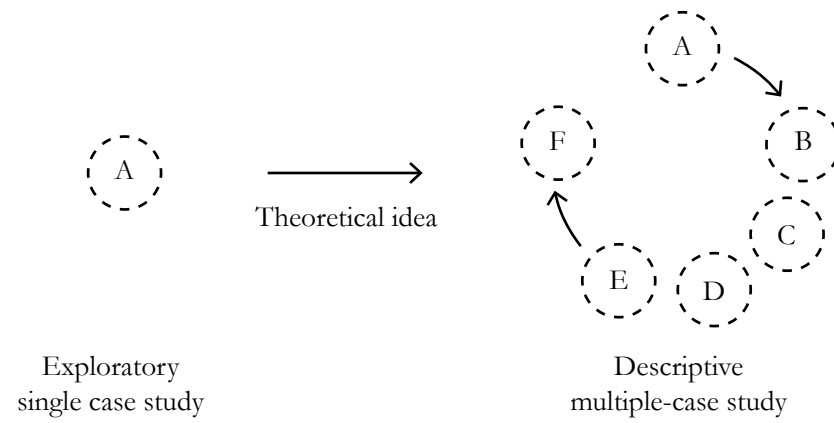 A
Theoretical idea
Exploratory
single case study
A
B
C
D
E
F
Descriptive
multiple-case study